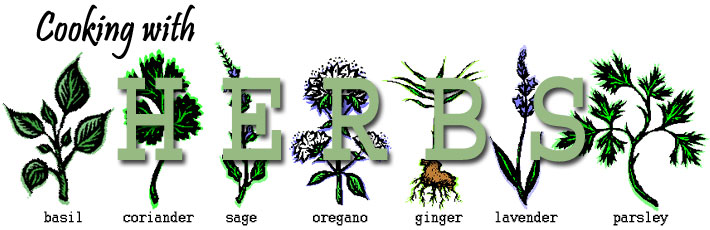 Cooking with
HERBS
basil coriander sage oregano ginger lavender parsley